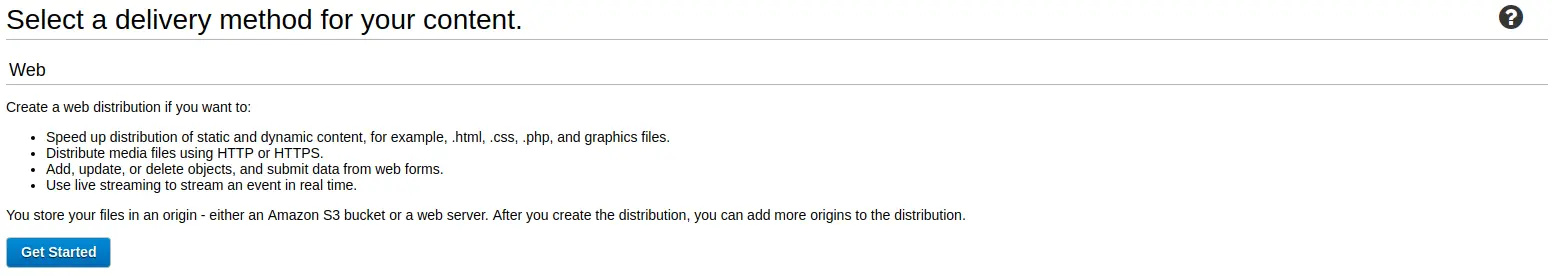 Select a delivery method for your content.
?
Web
Create a web distribution if you want to:
• Speed up distribution of static and dynamic content, for example, .html, .css, .php, and graphics files.
• Distribute media files using HTTP or HTTPS.
• Add, update, or delete objects, and submit data from web forms.
• Use live streaming to stream an event in real time.
You store your files in an origin - either an Amazon S3 bucket or a web server. After you create the distribution, you can add more origins to the distribution.
Get Started